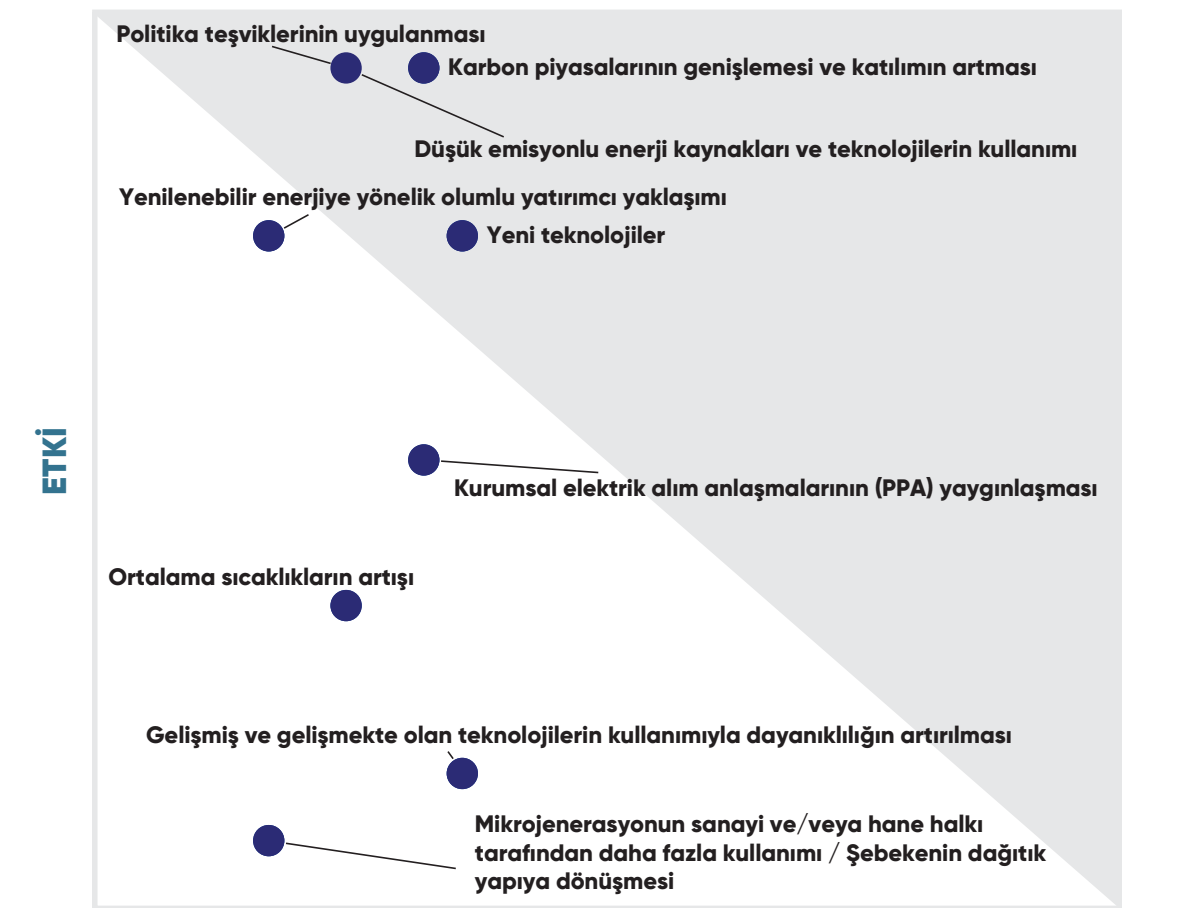 Politika teşviklerinin uygulanması
Karbon piyasalarının genişlemesi ve katılımın artması
Düşük emisyonlu enerji kaynakları ve teknolojilerin kullanımı
Yenilenebilir enerjiye yönelik olumlu yatırımcı yaklaşımı
Yeni teknolojiler
ETKİ
Kurumsal elektrik alım anlaşmalarının (PPA) yaygınlaşması
Ortalama sıcaklıkların artışı
Gelişmiş ve gelişmekte olan teknolojilerin kullanımıyla dayanıklılığın artırılması
Mikrojenerasyonun sanayi ve/veya hane halkı
tarafından daha fazla kullanımı / Şebekenin dağıtık
yapıya dönüşmesi